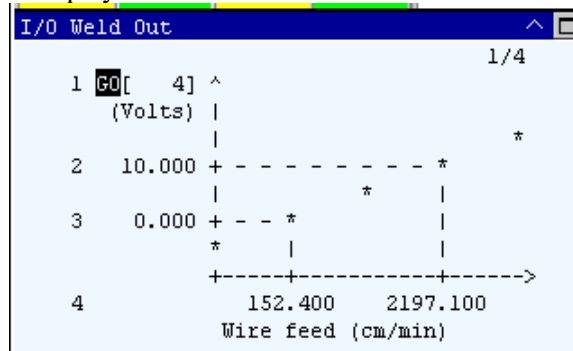 I/O Weld Out
1/4
1 GO[ 4] ^
(Volts) |
| *
2 10.000 + - - - - - - - - *
| * |
3 0.000 + - - * |
* | |
+-----+-----------+------>
4 152.400 2197.100
Wire feed (cm/min)